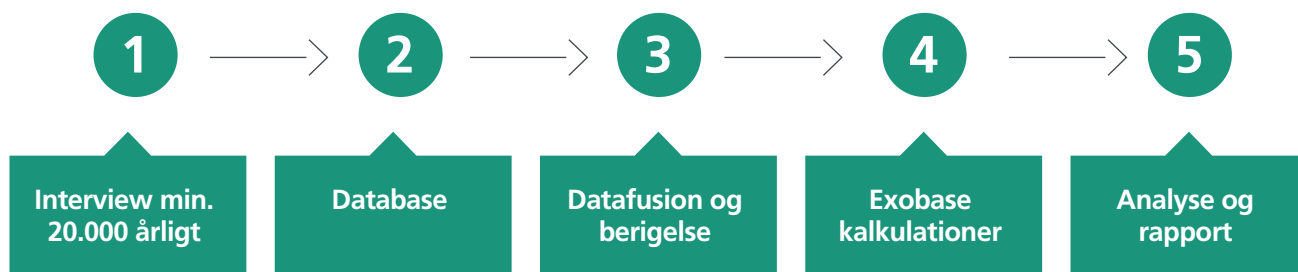 1
2
3
4
5
Interview min.
20.000 årligt
Database
Datafusion og
berigelse
Exobase
kalkulationer
Analyse og
rapport